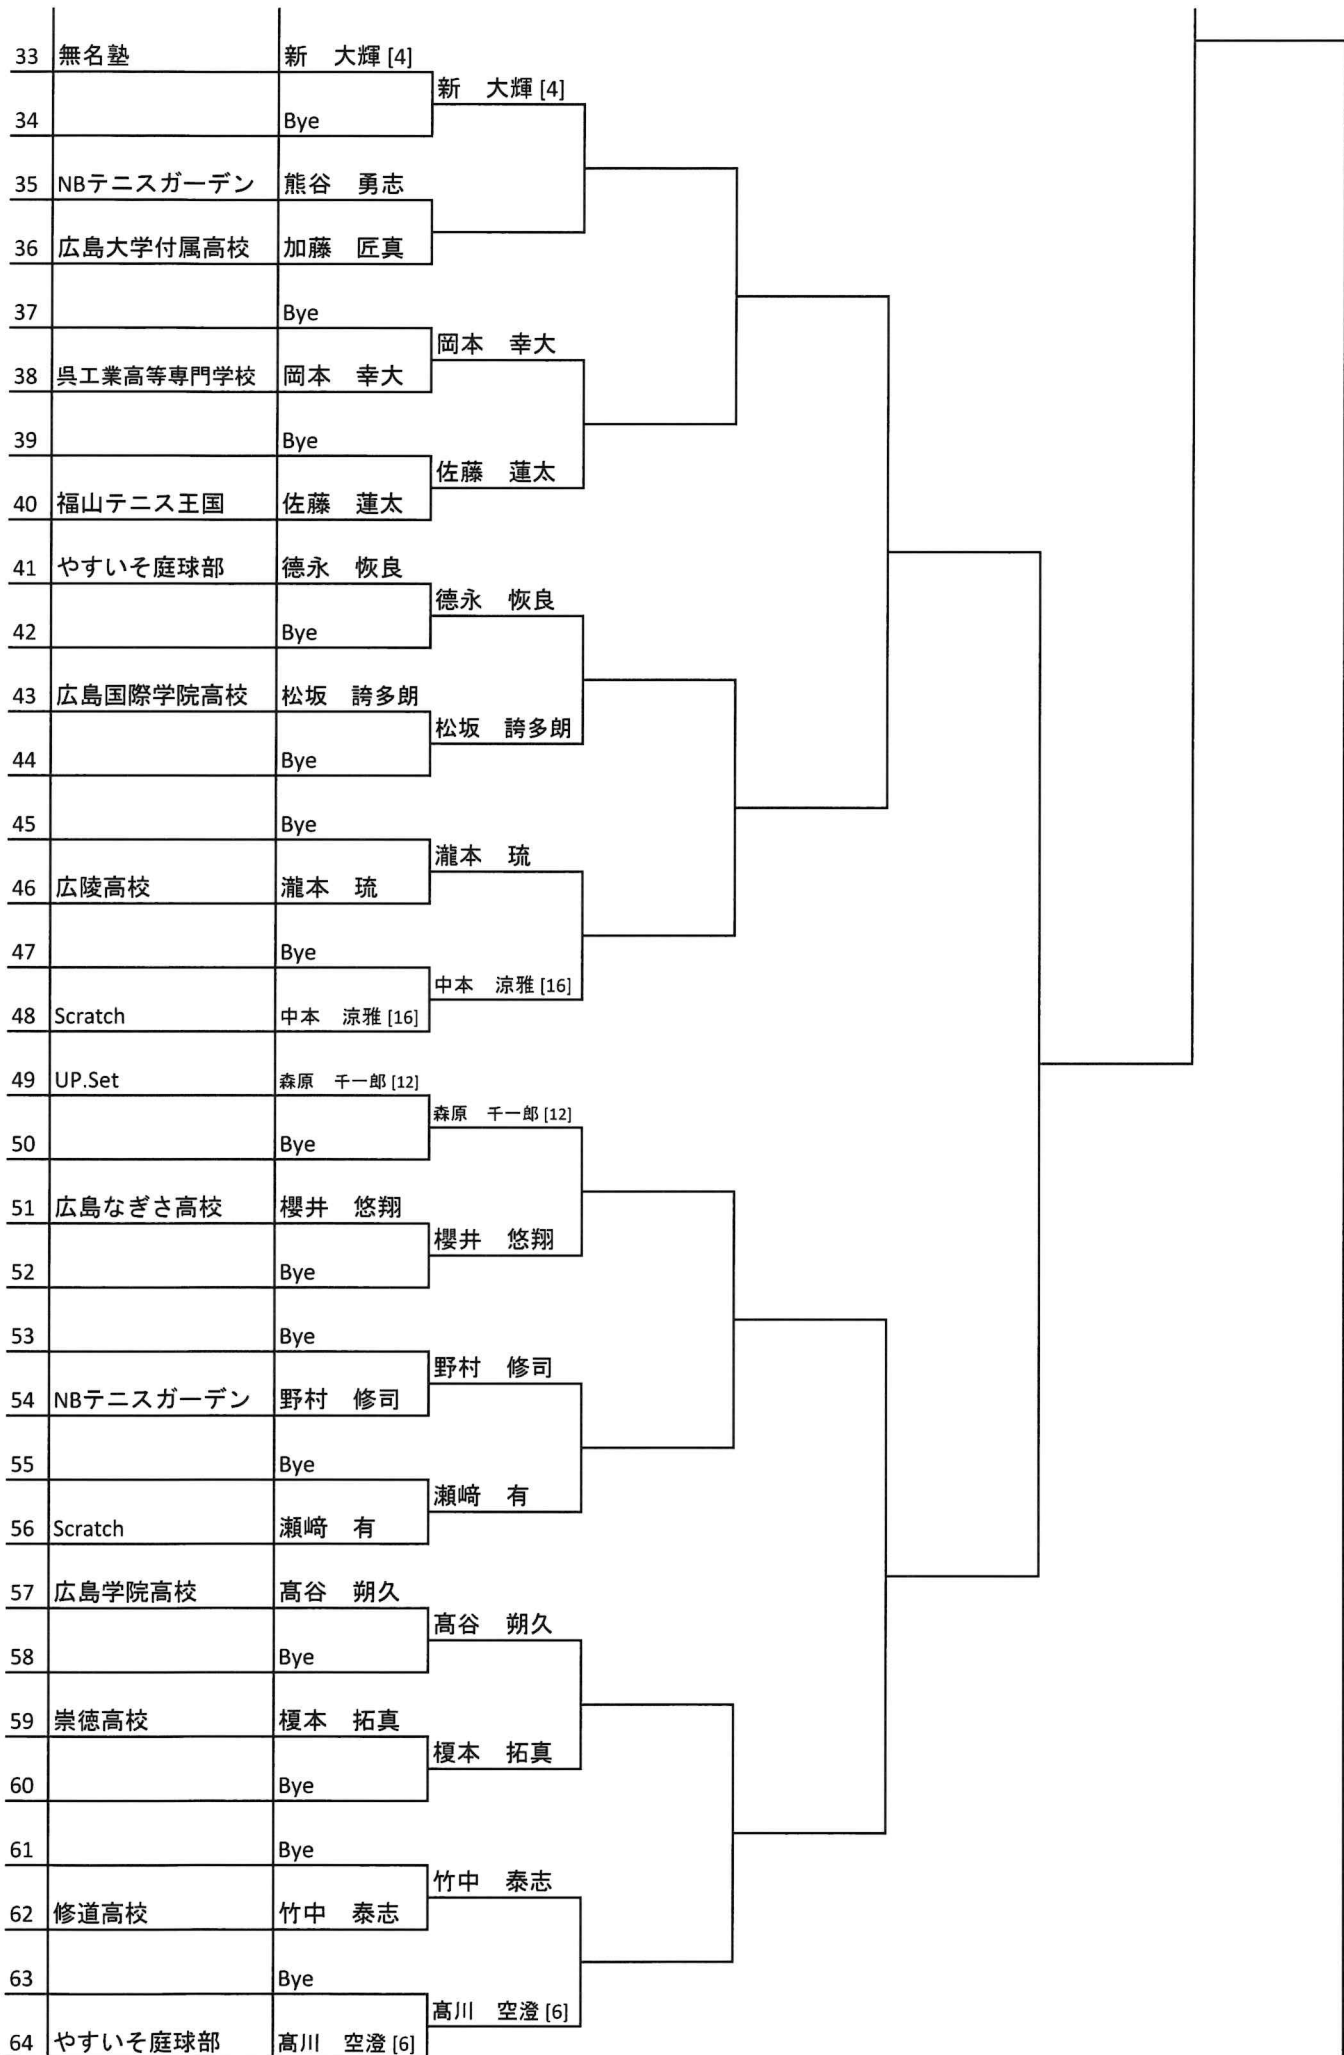 33 無名塾 新　大輝 [4]
新　大輝 [4]
34 Bye
35 NBテニスガーデン 熊谷　勇志
36 広島大学付属高校 加藤　匠真
37 Bye
岡本　幸大
38 呉工業高等専門学校 岡本　幸大
39 Bye
佐藤　蓮太
40 福山テニス王国 佐藤　蓮太
41 やすいそ庭球部 德永　恢良
德永　恢良
42 Bye
43 広島国際学院高校 松坂　誇多朗
松坂　誇多朗
44 Bye
45 Bye
瀧本　琉
46 広陵高校 瀧本　琉
47 Bye
中本　涼雅 [16]
48 Scratch 中本　涼雅 [16]
49 UP.Set 森原　千一郎 [12]
森原　千一郎 [12]
50 Bye
51 広島なぎさ高校 櫻井　悠翔
櫻井　悠翔
52 Bye
53 Bye
野村　修司
54 NBテニスガーデン 野村　修司
55 Bye
瀬﨑　有
56 Scratch 瀬﨑　有
57 広島学院高校 髙谷　朔久
髙谷　朔久
58 Bye
59 崇徳高校 榎本　拓真
榎本　拓真
60 Bye
61 Bye
竹中　泰志
62 修道高校 竹中　泰志
63 Bye
髙川　空澄 [6]
64 やすいそ庭球部 髙川　空澄 [6]